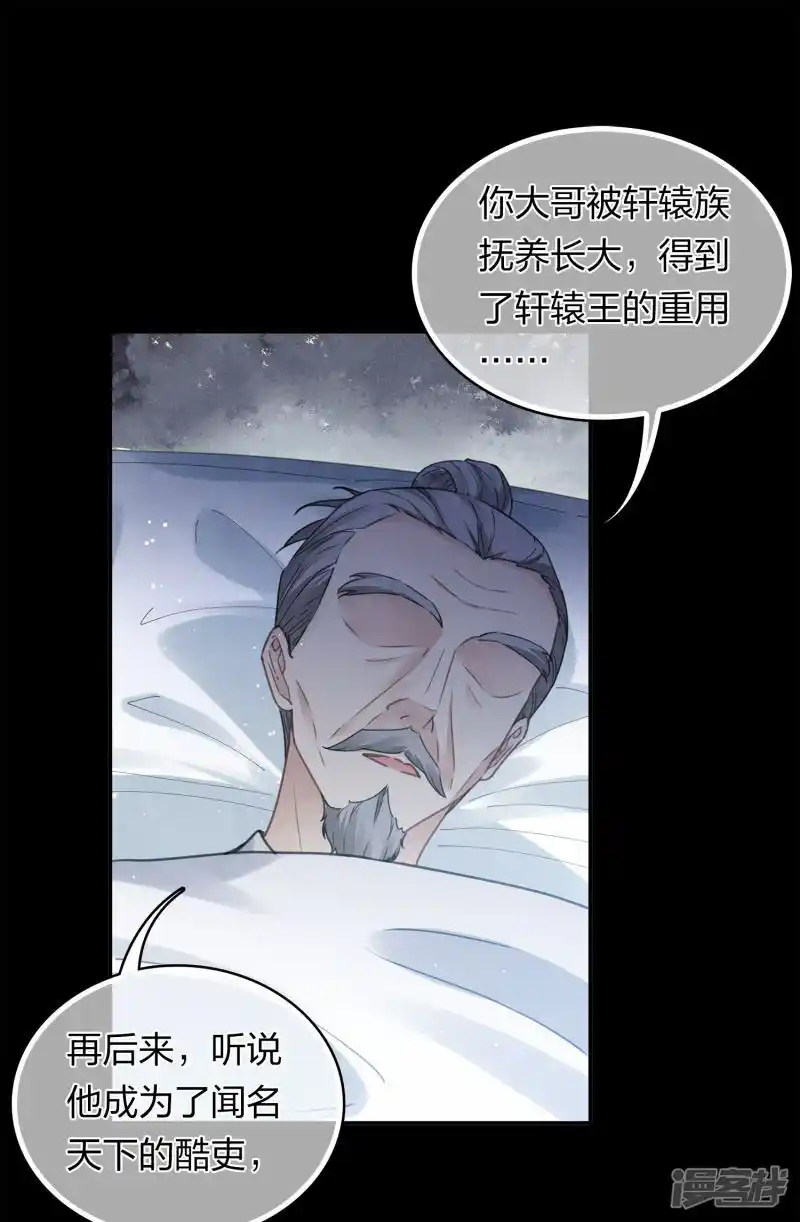 你大哥被轩辕族
抚养长大，得到
了轩辕王的重用
……
再后来，听说
他成为了闻名
天下的酷吏，
漫客栈